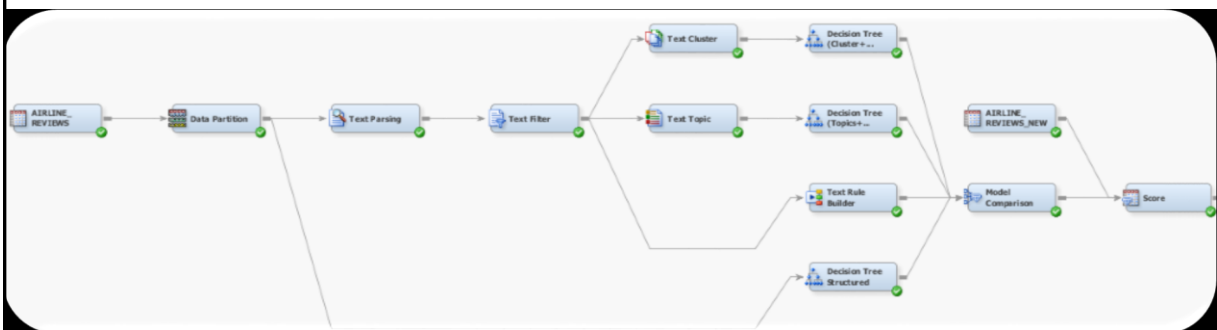 Text Cluster
Decision Tree
(Cluster+...
AIRLINE_
REVIEWS
Data Partition
Text Parsing
Text Filter
Text Topic
Decision Tree
(Topics+...
AIRLINE_
REVIEWS_NEW
Text Rule
Builder
Model
Comparison
Score
Decision Tree
Structured